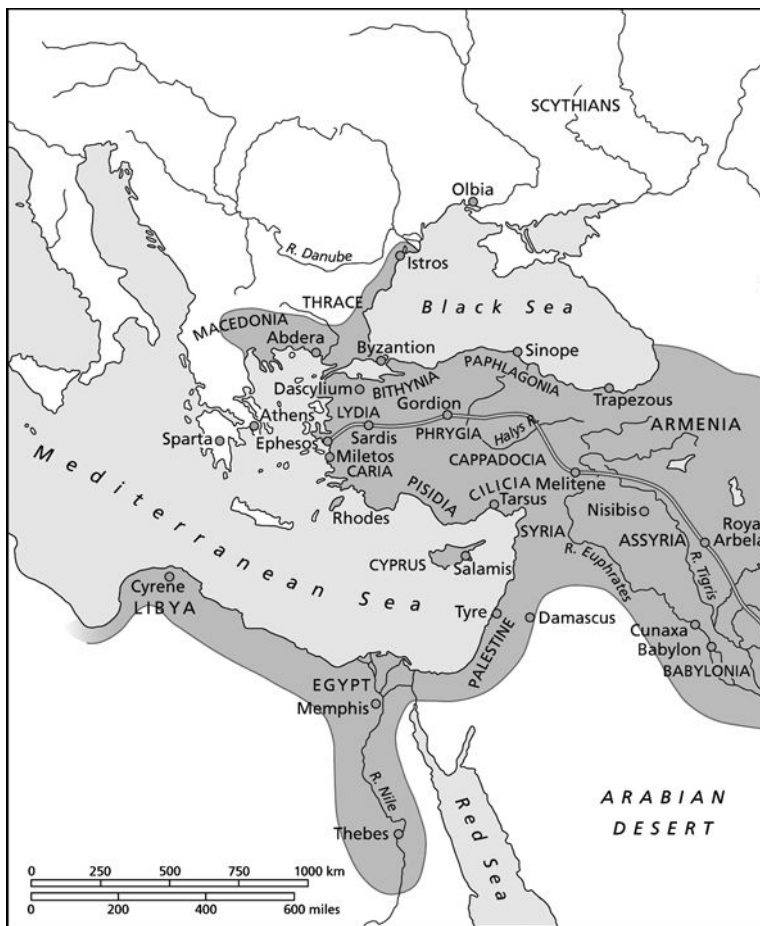 SCYTHIANS
Olbia
R. Danube
Istros
THRACE
Black Sea
MACEDONIA
Abdera
Byzantion
Sinope
PAPHLAGONIA
Dascylium
BITHYNIA
Trapezous
Athens
LYDIA
Gordion
ARMENIA
Sparta
Ephesos
Sardis
PHRYGIA
Halys R.
Miletos
CAPPADOCIA
CARIA
PISIDIA
CILICIA
Melitene
Tarsus
Mediterranean Sea
Rhodes
Nisibis
Roya
SYRIA
ASSYRIA
Arbela
R. Euphrates
R. Tigris
CYPRUS
Salamis
Cyrene
LIBYA
Tyre
Damascus
PALESTINE
Cunaxa
Babylon
BABYLONIA
EGYPT
Memphis
R. Nile
ARABIAN
DESERT
Red Sea
Thebes
0 250 500 750 1000 km
0 200 400 600 miles